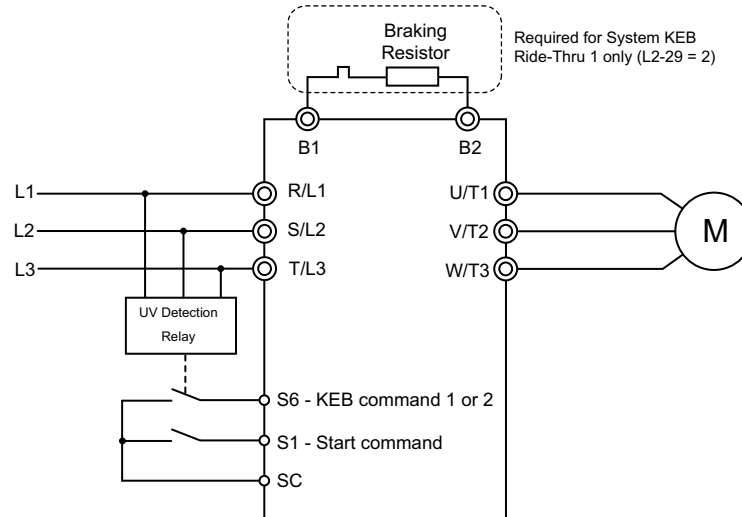 Braking
Resistor
Required for System KEB
Ride-Thru 1 only (L2-29 = 2)
B1
B2
L1
R/L1
U/T1
L2
S/L2
V/T2
M
L3
T/L3
W/T3
UV Detection
Relay
S6 - KEB command 1 or 2
S1 - Start command
SC